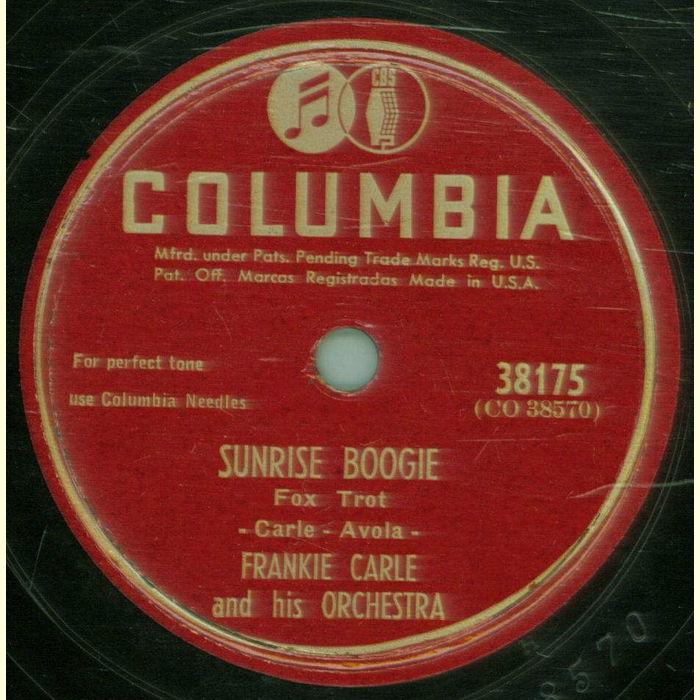 CBS
COLUMBIA
Mfrd. under Pats. Pending Trade Marks Reg. U.S.
Pat. Off. Marcas Registradas Made in U.S.A.
For perfect tone
use Columbia Needles
38175
(CO 38570)
SUNRISE BOOGIE
Fox Trot
- Carle - Avola -
FRANKIE CARLE
and his ORCHESTRA
8570